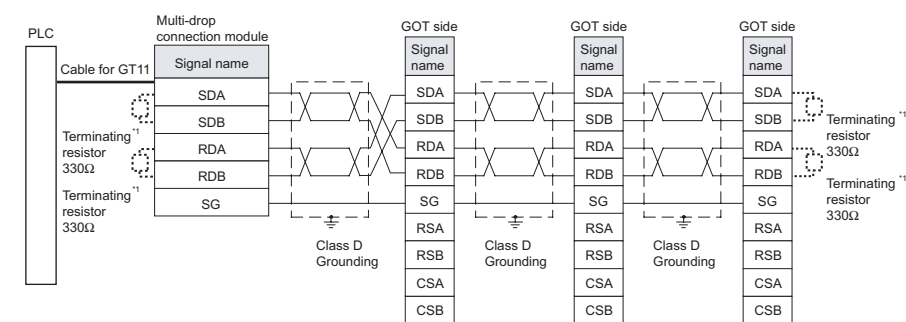 PLC
Cable for GT11
Multi-drop
connection module
Signal name
SDA
SDB
RDA
RDB
SG
Terminating *1
resistor
330Ω
Terminating *1
resistor
330Ω
Class D
Grounding
GOT side
Signal
name
SDA
SDB
RDA
RDB
SG
RSA
RSB
CSA
CSB
Class D
Grounding
GOT side
Signal
name
SDA
SDB
RDA
RDB
SG
RSA
RSB
CSA
CSB
Class D
Grounding
GOT side
Signal
name
SDA
SDB
RDA
RDB
SG
RSA
RSB
CSA
CSB
Terminating *1
resistor
330Ω
Terminating *1
resistor
330Ω